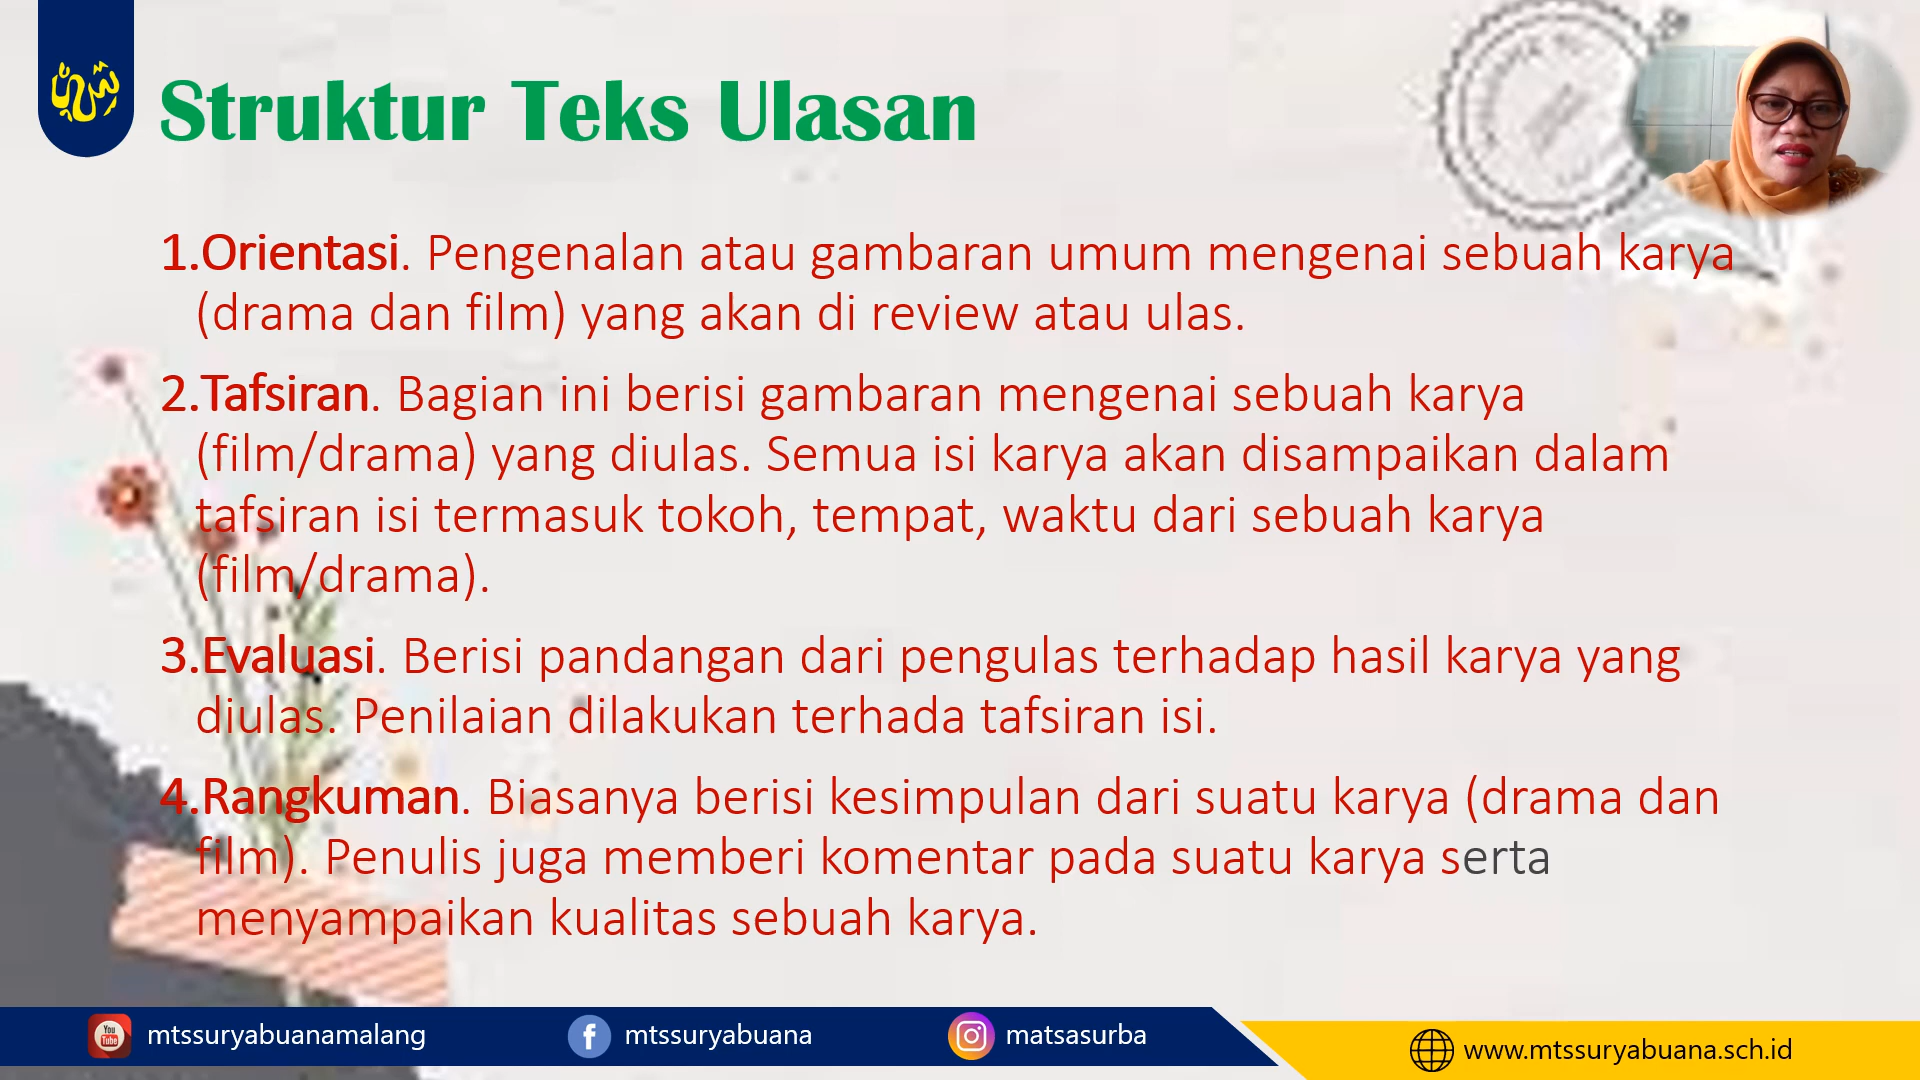 Struktur Teks Ulasan
1.Orientasi. Pengenalan atau gambaran umum mengenai sebuah karya
(drama dan film) yang akan di review atau ulas.
2.Tafsiran. Bagian ini berisi gambaran mengenai sebuah karya
(film/drama) yang diulas. Semua isi karya akan disampaikan dalam
tafsiran isi termasuk tokoh, tempat, waktu dari sebuah karya
(film/drama).
3.Evaluasi. Berisi pandangan dari pengulas terhadap hasil karya yang
diulas. Penilaian dilakukan terhada tafsiran isi.
4.Rangkuman. Biasanya berisi kesimpulan dari suatu karya (drama dan
film). Penulis juga memberi komentar pada suatu karya serta
menyampaikan kualitas sebuah karya.
You
Tube
mtssuryabuanamalang
mtssuryabuana
matsasurba
www.mtssuryabuana.sch.id